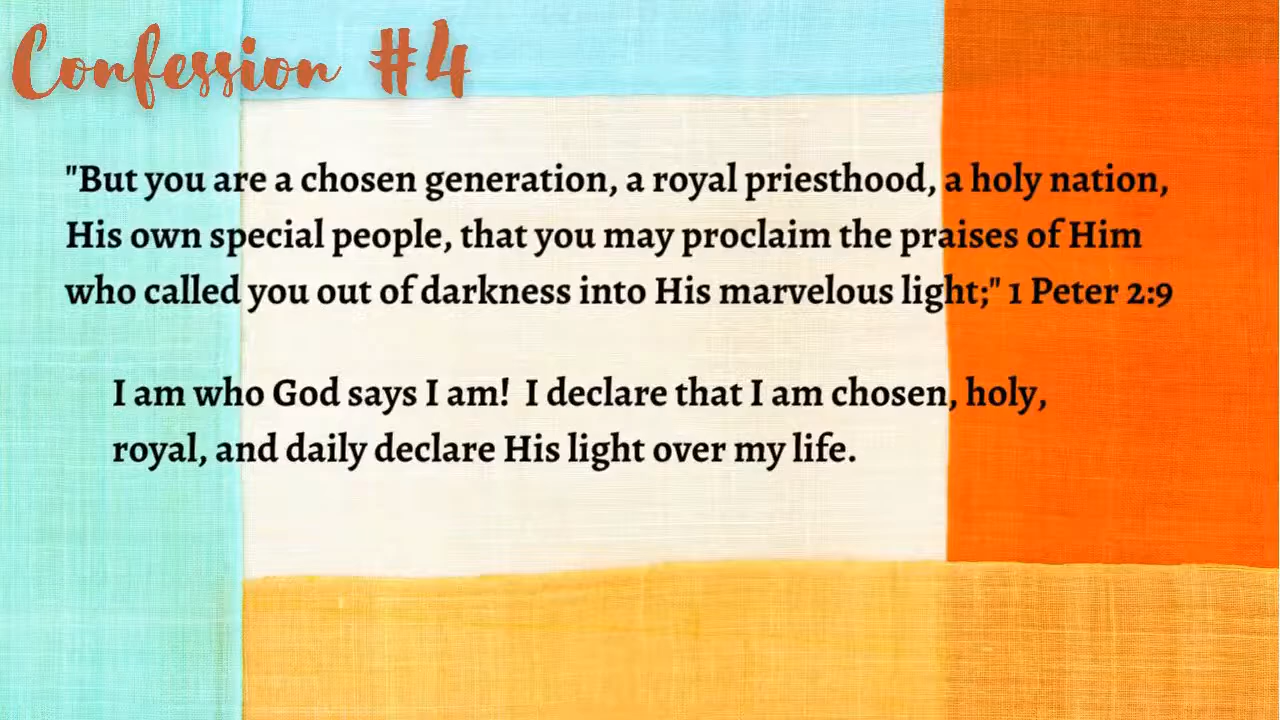 Confession #4
"But you are a chosen generation, a royal priesthood, a holy nation,
His own special people, that you may proclaim the praises of Him
who called you out of darkness into His marvelous light;" 1 Peter 2:9
I am who God says I am!  I declare that I am chosen, holy,
royal, and daily declare His light over my life.